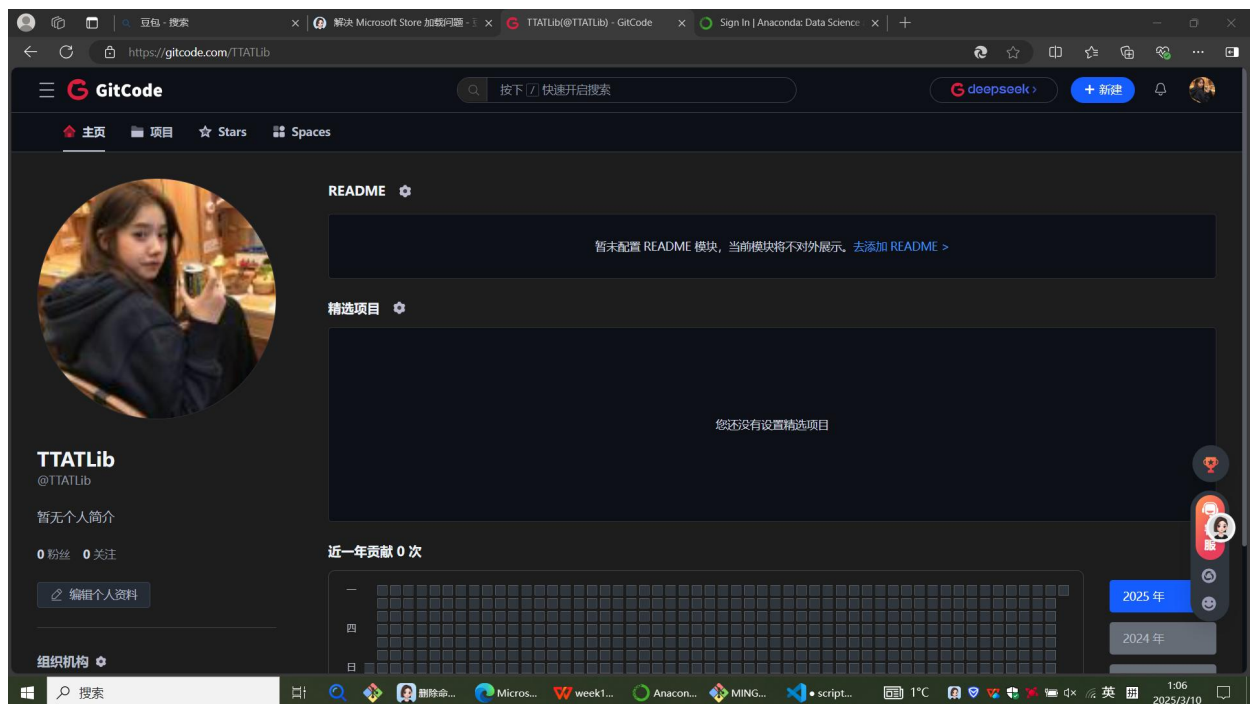 豆包 - 搜索
解决 Microsoft Store 加载问题 -
TTATLib(@TTATLib) - GitCode
Sign In | Anaconda: Data Science
https://gitcode.com/TTATLib
GitCode
按下 / 快速开启搜索
deepseek >
+ 新建
主页 项目 Stars Spaces
README
暂未配置 README 模块，当前模块将不对外展示。去添加 README >
精选项目
您还没有设置精选项目
TTATLib
@TTATLib
暂无个人简介
0 粉丝 0 关注
编辑个人资料
组织机构
近一年贡献 0 次
一
四
日
2025 年
2024 年
服
搜索
删除命...
Micros...
week1...
Anacon...
MING...
• script...
1°C
英
拼
1:06
2025/3/10